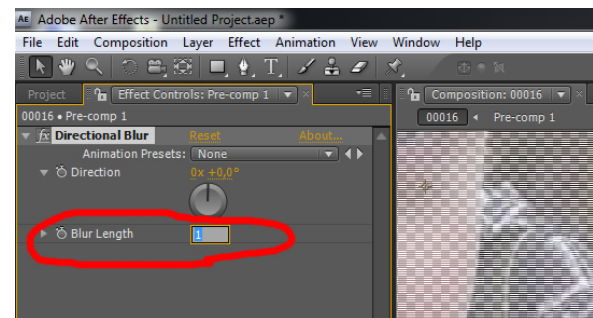 Adobe After Effects - Untitled Project.aep *
File Edit Composition Layer Effect Animation View Window Help
Project Effect Controls: Pre-comp 1 Composition: 00016
00016 • Pre-comp 1 00016 Pre-comp 1
fx Directional Blur Reset About...
Animation Presets: None
Direction 0x +0,0°
Blur Length 1